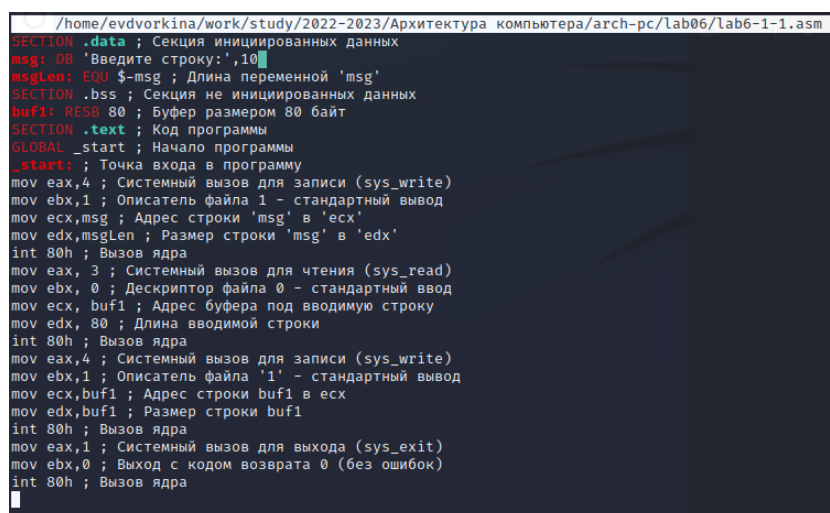 /home/evdvorkina/work/study/2022-2023/Архитектура компьютера/arch-pc/lab06/lab6-1-1.asm
SECTION .data ; Секция инициированных данных
msg: DB 'Введите строку:',10
msgLen: EQU $-msg ; Длина переменной 'msg'
SECTION .bss ; Секция не инициированных данных
buf1: RESB 80 ; Буфер размером 80 байт
SECTION .text ; Код программы
GLOBAL _start ; Начало программы
_start: ; Точка входа в программу
mov eax,4 ; Системный вызов для записи (sys_write)
mov ebx,1 ; Описатель файла 1 - стандартный вывод
mov ecx,msg ; Адрес строки 'msg' в 'ecx'
mov edx,msgLen ; Размер строки 'msg' в 'edx'
int 80h ; Вызов ядра
mov eax, 3 ; Системный вызов для чтения (sys_read)
mov ebx, 0 ; Дескриптор файла 0 - стандартный ввод
mov ecx, buf1 ; Адрес буфера под вводимую строку
mov edx, 80 ; Длина вводимой строки
int 80h ; Вызов ядра
mov eax,4 ; Системный вызов для записи (sys_write)
mov ebx,1 ; Описатель файла '1' - стандартный вывод
mov ecx,buf1 ; Адрес строки buf1 в ecx
mov edx,buf1 ; Размер строки buf1
int 80h ; Вызов ядра
mov eax,1 ; Системный вызов для выхода (sys_exit)
mov ebx,0 ; Выход с кодом возврата 0 (без ошибок)
int 80h ; Вызов ядра